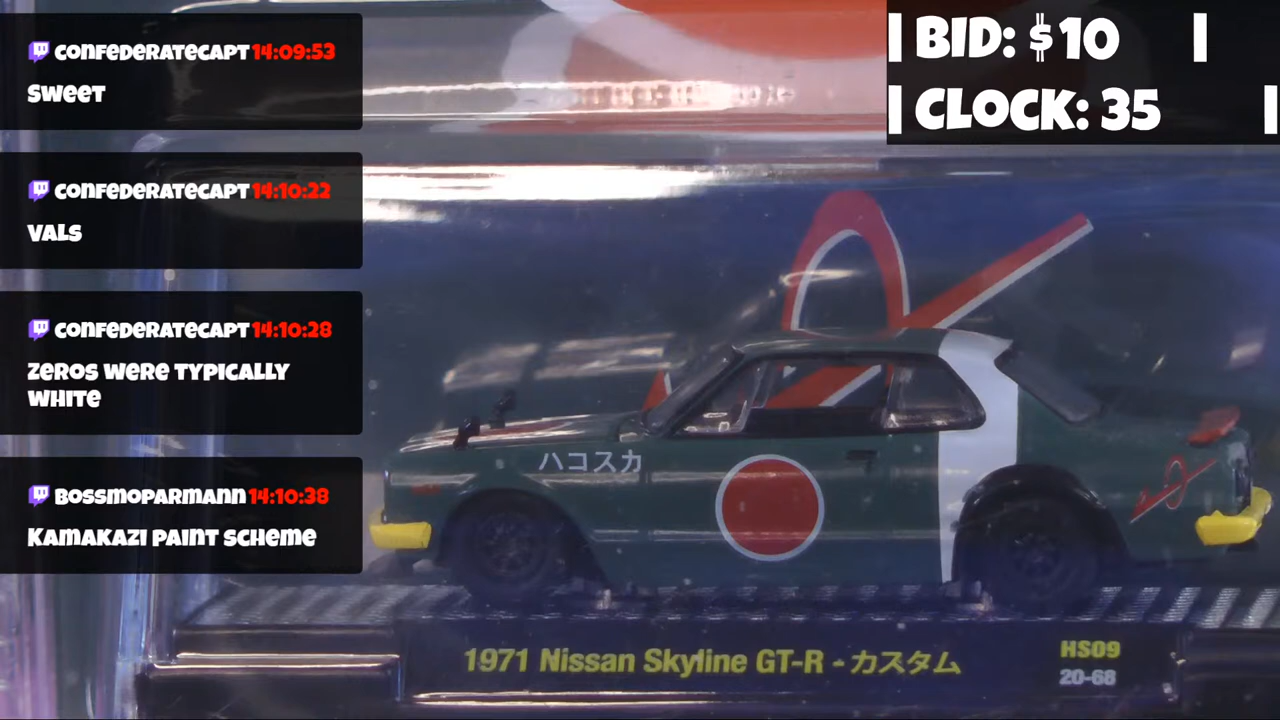 confederatecapt 14:09:53
sweet
confederatecapt 14:10:22
vals
confederatecapt 14:10:28
zeros were typically
white
Bossmoparmann 14:10:38
Kamakazi paint scheme
| BID: $10 |
| CLOCK: 35 |
ハコスカ
1971 Nissan Skyline GT-R - カスタム
HS09
20-68